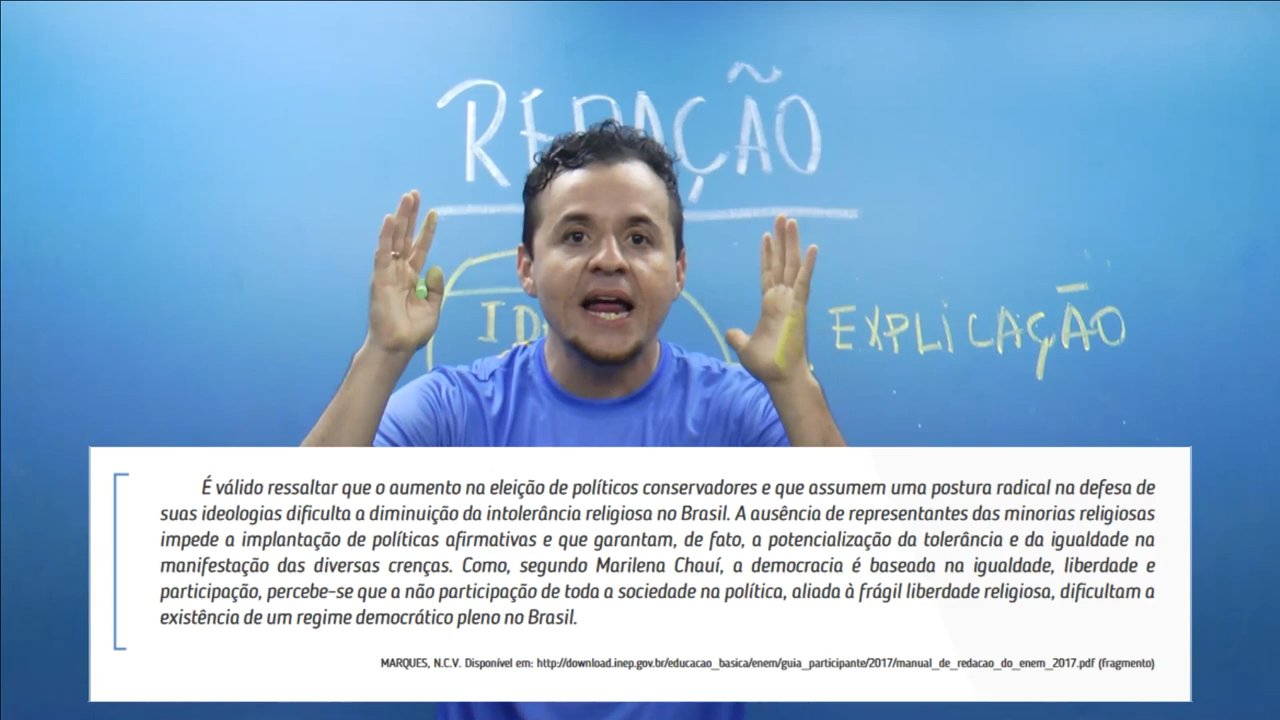 REDAÇÃO
EXPLICAÇÃO
É válido ressaltar que o aumento na eleição de políticos conservadores e que assumem uma postura radical na defesa de
suas ideologias dificulta a diminuição da intolerância religiosa no Brasil. A ausência de representantes das minorias religiosas
impede a implantação de políticas afirmativas e que garantam, de fato, a potencialização da tolerância e da igualdade na
manifestação das diversas crenças. Como, segundo Marilena Chauí, a democracia é baseada na igualdade, liberdade e
participação, percebe-se que a não participação de toda a sociedade na política, aliada à frágil liberdade religiosa, dificultam a
existência de um regime democrático pleno no Brasil.
MARQUES, N.C.V. Disponível em: http://download.inep.gov.br/educacao_basica/enem/guia_participante/2017/manual_de_redacao_do_enem_2017.pdf (fragmento)